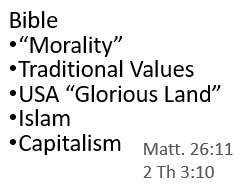 Bible
•“Morality”
•Traditional Values
•USA “Glorious Land”
•Islam
•Capitalism
Matt. 26:11
2 Th 3:10